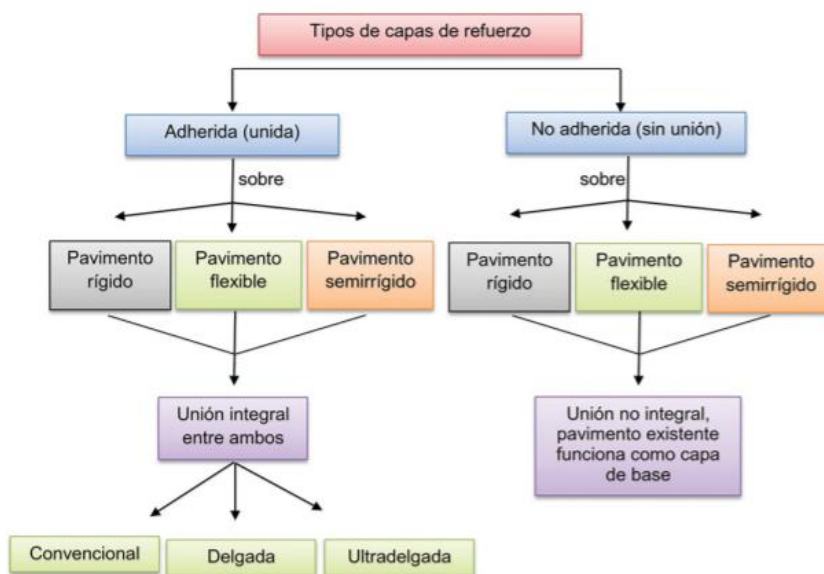 Tipos de capas de refuerzo
Adherida (unida)
No adherida (sin unión)
sobre
sobre
Pavimento
rígido
Pavimento
flexible
Pavimento
semirrígido
Pavimento
rígido
Pavimento
flexible
Pavimento
semirrígido
Unión integral
entre ambos
Unión no integral,
pavimento existente
funciona como capa
de base
Convencional
Delgada
Ultradelgada